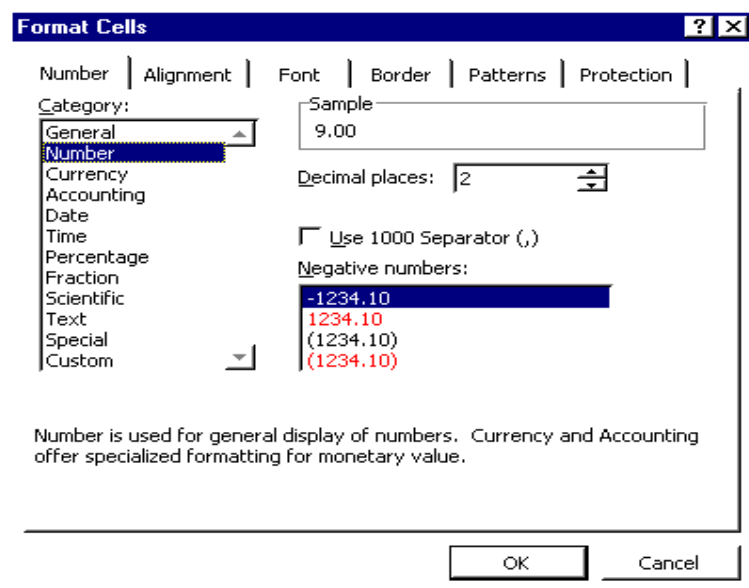 Format Cells
Number Alignment Font Border Patterns Protection
Category:
General
Number
Currency
Accounting
Date
Time
Percentage
Fraction
Scientific
Text
Special
Custom
Sample
9.00
Decimal places: 2
Use 1000 Separator (,)
Negative numbers:
-1234.10
1234.10
(1234.10)
(1234.10)
Number is used for general display of numbers. Currency and Accounting
offer specialized formatting for monetary value.
OK Cancel